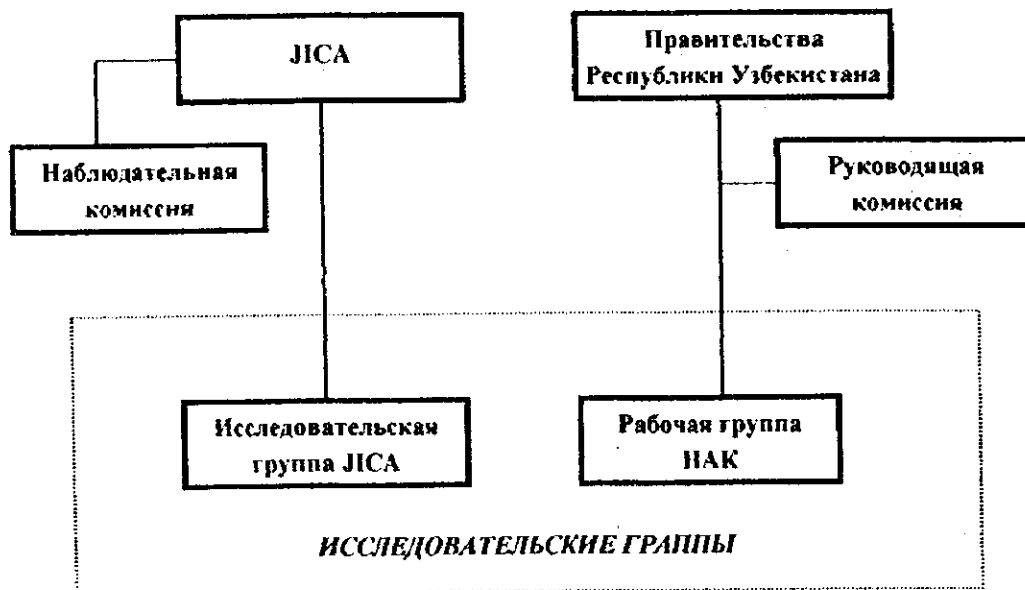 JICA
Правительства
Республики Узбекистана
Наблюдательная
комиссия
Руководящая
комиссия
Исследовательская
группа JICA
Рабочая группа
НАК
ИССЛЕДОВАТЕЛЬСКИЕ ГРАППЫ